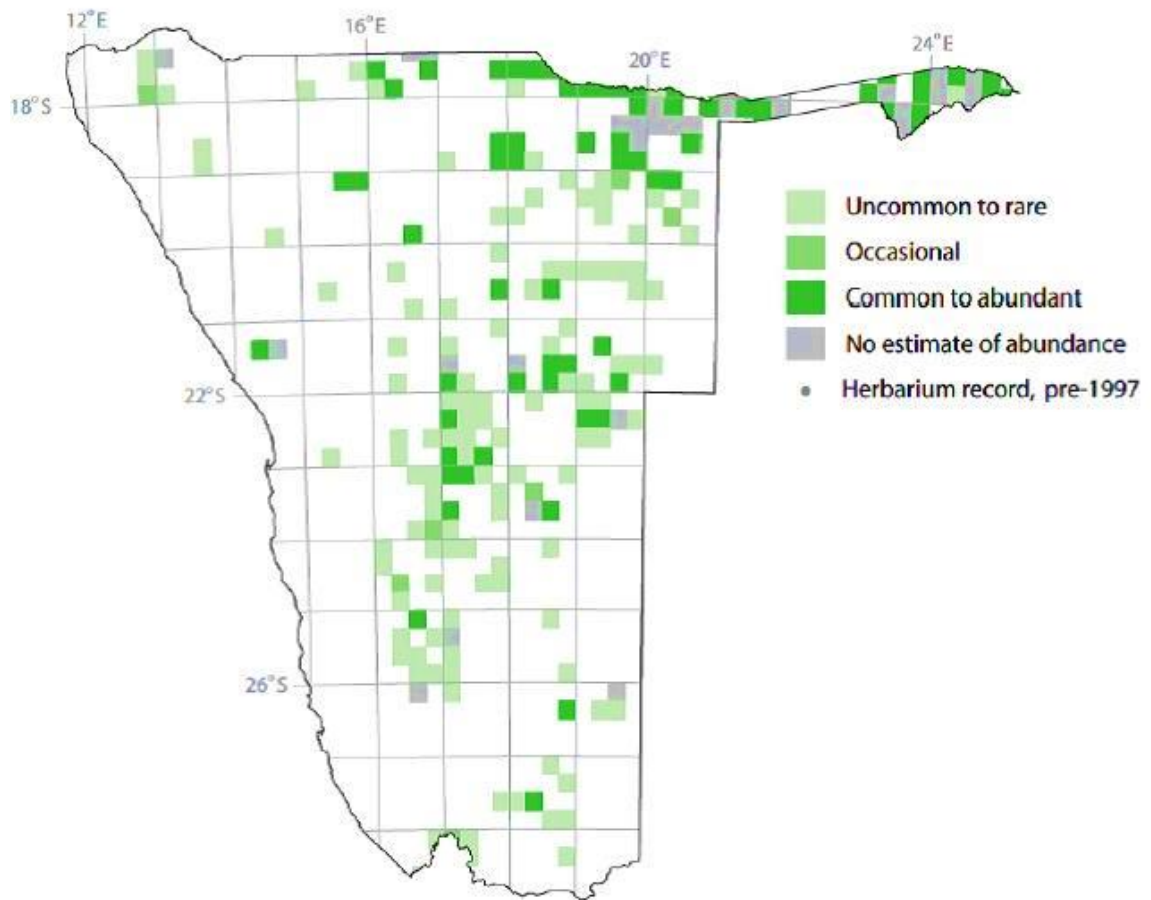 12°E
16°E
20°E
24°E
18°S
22°S
26°S
Uncommon to rare
Occasional
Common to abundant
No estimate of abundance
Herbarium record, pre-1997